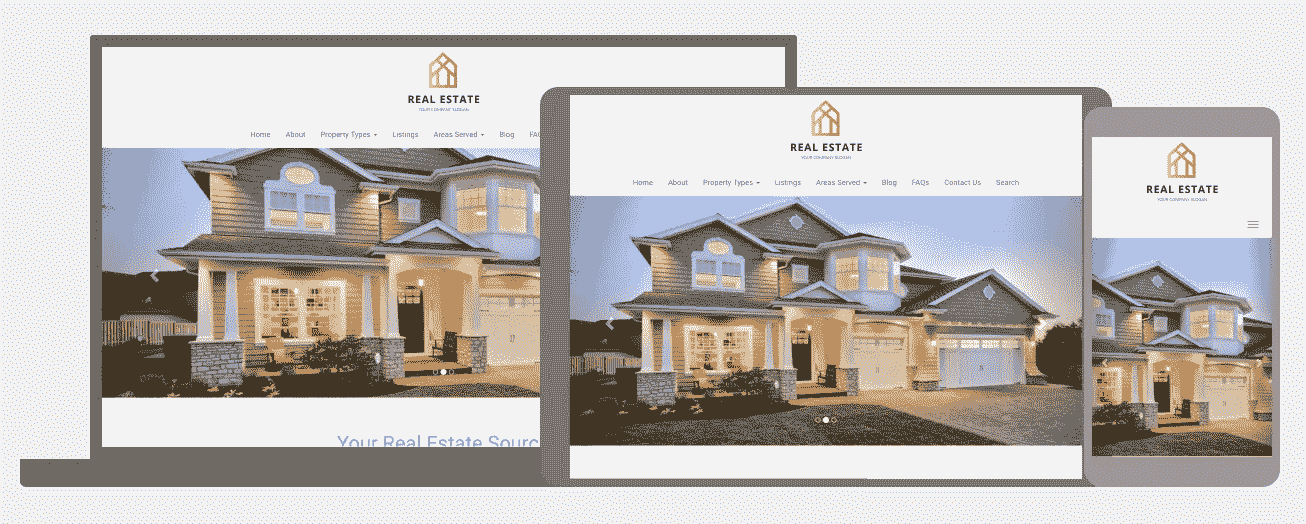 REAL ESTATE
YOUR COMPANY SLOGAN
Home About Property Types Listings Areas Served Blog FAQ
Your Real Estate Sourc
REAL ESTATE
YOUR COMPANY SLOGAN
Home About Property Types Listings Areas Served Blog FAQs Contact Us Search
REAL ESTATE
YOUR COMPANY SLOGAN